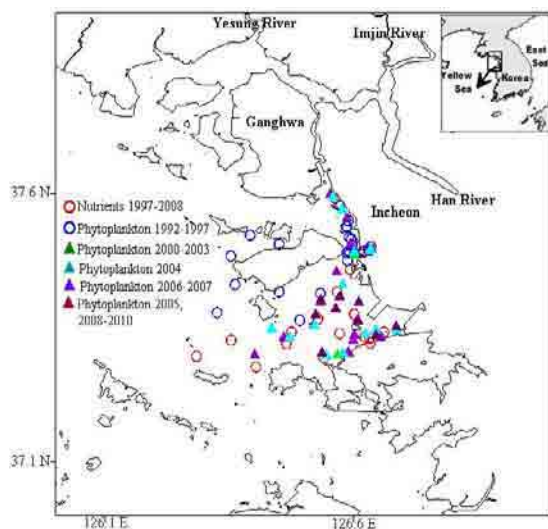 Yesung River
Imjin River
East
Sea
Yellow
Sea
Korea
Ganghwa
37.6 N
Han River
Incheon
Nutrients 1997-2008
Phytoplankton 1992-1997
Phytoplankton 2000-2003
Phytoplankton 2004
Phytoplankton 2006-2007
Phytoplankton 2005,
2008-2010
37.1 N
126.1 E
126.6 E